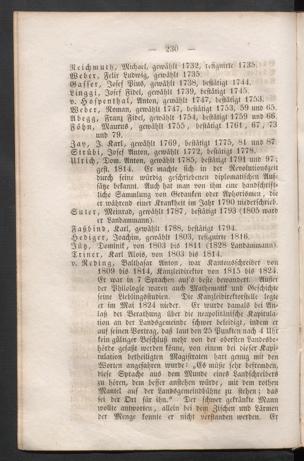 — 230 —
Reichmuth, Michael, gewählt 1732, resignirte 1735.
Weber, Felix Ludwig, gewählt 1735.
Gasser, Josef Pius, gewählt 1738, bestätigt 1744.
Linggi, Josef Fidel, gewählt 1739, bestätigt 1745.
v. Hospenthal, Anton, gewählt 1747, bestätigt 1753.
Weber, Roman, gewählt 1747, bestätigt 1753, 59 und 65.
Abegg, Franz Fidel, gewählt 1754, bestätigt 1759 und 66.
Föhn, Maurus, gewählt 1755, bestätigt 1761, 67, 73
und 79.
Jay, J. Karl, gewählt 1769, bestätigt 1775, 81 und 87.
Strübi, Josef Anton, gewählt 1772, bestätigt 1778.
Ulrich, Dom. Anton, gewählt 1785, bestätigt 1791 und 97;
gest. 1814. Er machte sich in der Revolutionszeit
durch seine würdig geschriebenen diplomatischen Auf-
sätze bekannt. Auch hat man von ihm eine handschrift-
liche Sammlung von Gedanken oder Aphorismen, die
er während einer Krankheit im Jahr 1790 niederschrieb.
Suter, Meinrad, gewählt 1787, bestätigt 1793 (1805 ward
er Landammann).
Faßbind, Karl, gewählt 1788, bestätigt 1794.
Hediger, Joachim, gewählt 1803, resignirte 1816.
Jütz, Dominik, von 1803 bis 1811 (1828 Landammann).
Triner, Karl Alois, von 1803 bis 1814.
v. Reding, Balthasar Anton, war Kantonsschreiber von
1809 bis 1814, Kanzleidirektor von 1815 bis 1824.
Er war in 7 Sprachen auf's beste bewandert. Außer
der Philologie waren auch Mathematik und Geschichte
seine Lieblingsstudien. Die Kanzleidirektorstelle legte
er im Mai 1824 nieder. Er wurde damals bei An-
laß der Berathung über die neapolitanische Kapitula-
tion an der Landsgemeinde schwer beleidigt, indem er
auf seinen Vortrag, daß laut den 25 Punkten nach 4 Uhr
kein gültiger Beschluß mehr von der obersten Landesbe-
hörde gefaßt werden könne, von einem bei dieser Kapi-
tulation betheiligten Magistraten hart genug mit den
Worten angefahren wurde: „Es müsse sehr befremden,
diese Sprache aus dem Munde eines Landschreibers
zu hören, dem besser anstehen würde, mit dem rothen
Mantel auf der Landsgemeindbühne zu stehen; das
sei der Ort für ihn." Der schwer gekränkte Mann
wollte antworten, allein bei dem Zischen und Lärmen
der Menge konnte er nicht verstanden werden. Er